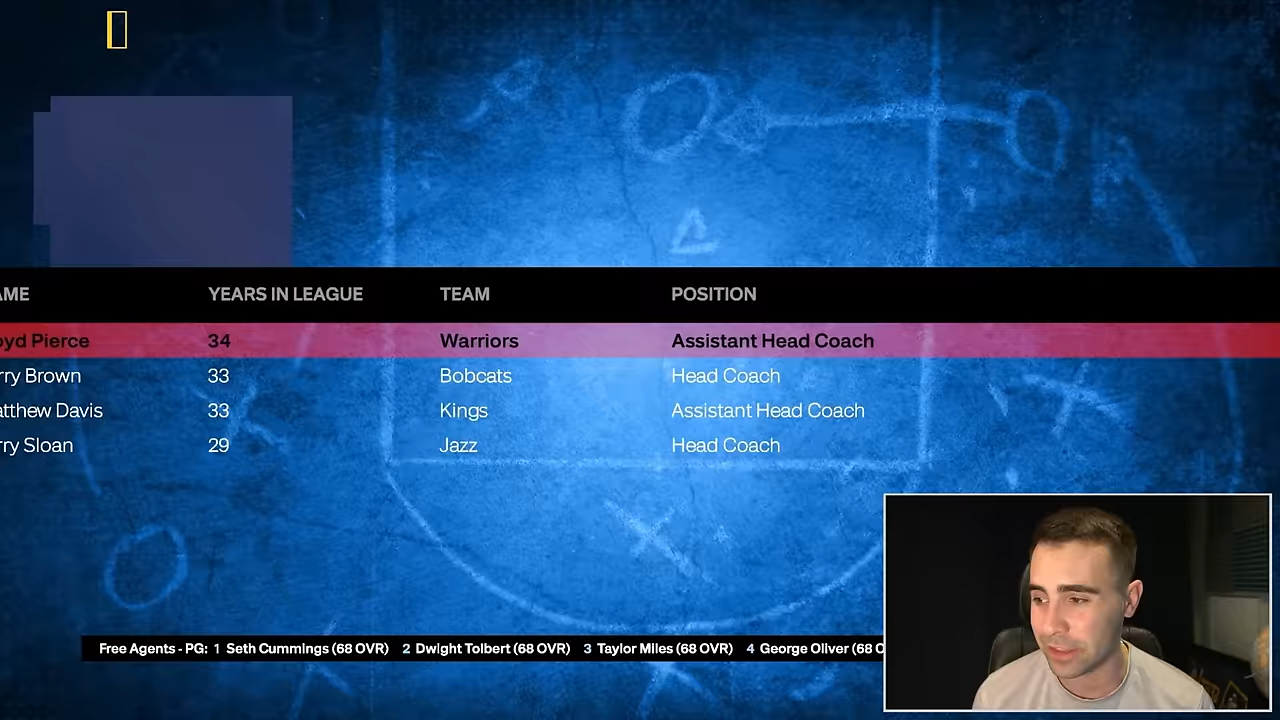 AME YEARS IN LEAGUE TEAM POSITION
oyd Pierce 34 Warriors Assistant Head Coach
rry Brown 33 Bobcats Head Coach
atthew Davis 33 Kings Assistant Head Coach
rry Sloan 29 Jazz Head Coach
Free Agents - PG: 1 Seth Cummings (68 OVR) 2 Dwight Tolbert (68 OVR) 3 Taylor Miles (68 OVR) 4 George Oliver (68 O